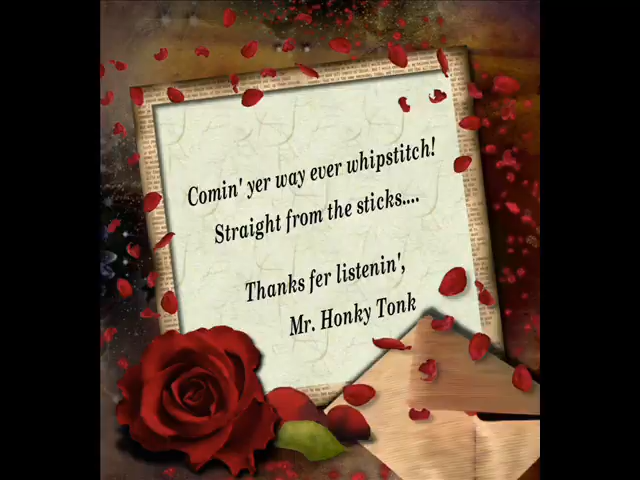 Comin' yer way ever whipstitch!
Straight from the sticks....
Thanks fer listenin',
Mr. Honky Tonk